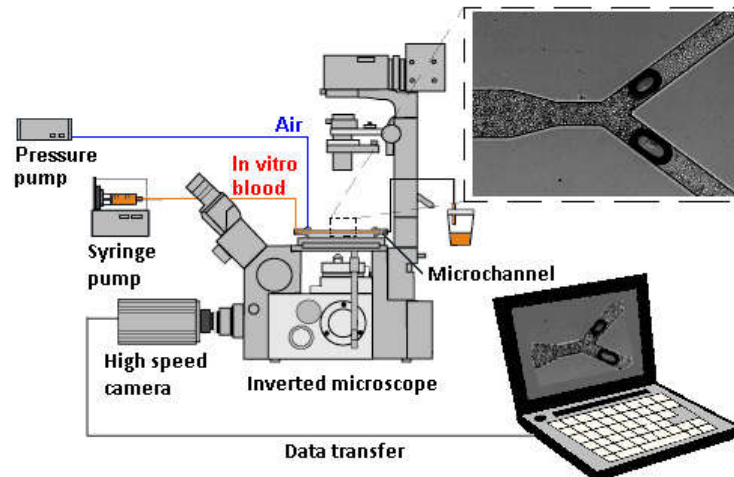 Air
Pressure
pump
In vitro
blood
Syringe
pump
Microchannel
High speed
camera
Inverted microscope
Data transfer